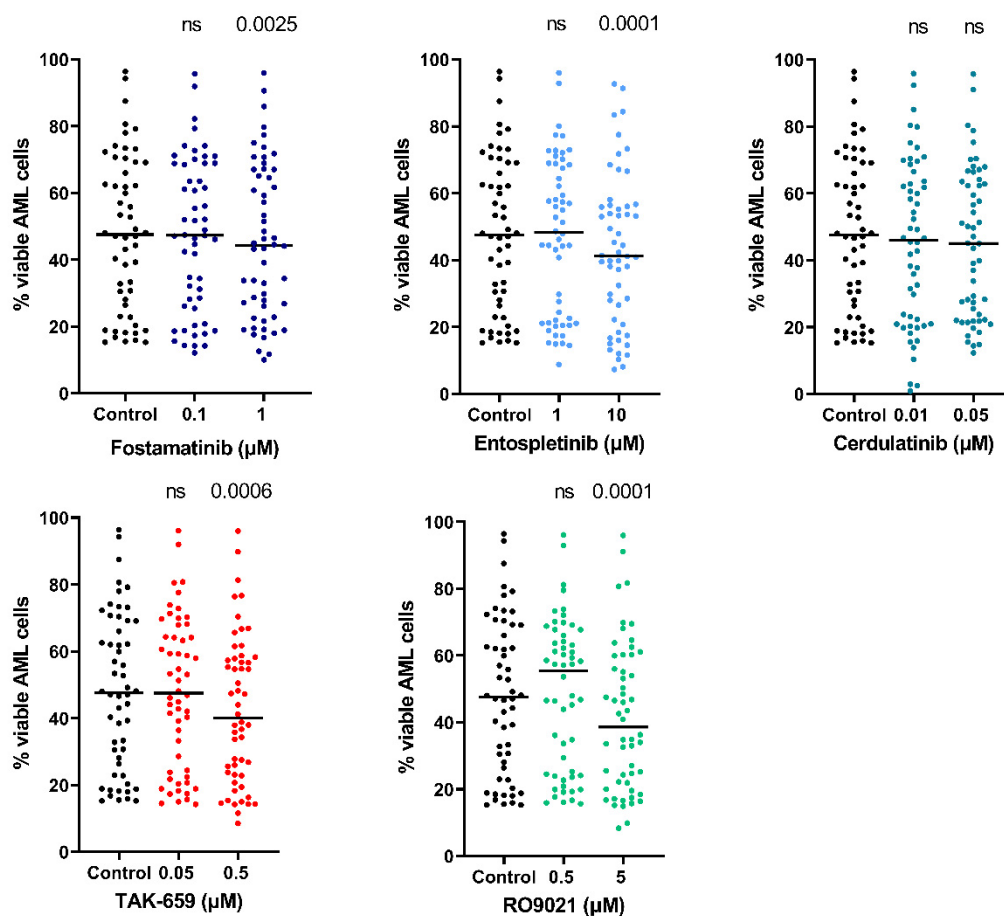 ns 0.0025
% viable AML cells
100
80
60
40
20
0
Control 0.1 1
Fostamatinib (µM)
ns 0.0001
% viable AML cells
100
80
60
40
20
0
Control 1 10
Entospletinib (µM)
ns ns
% viable AML cells
100
80
60
40
20
0
Control 0.01 0.05
Cerdulatinib (µM)
ns 0.0006
% viable AML cells
100
80
60
40
20
0
Control 0.05 0.5
TAK-659 (µM)
ns 0.0001
% viable AML cells
100
80
60
40
20
0
Control 0.5 5
RO9021 (µM)